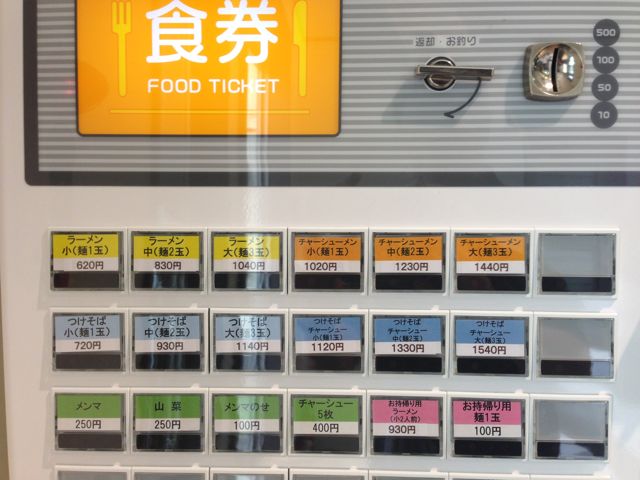 食券
FOOD TICKET
返却・お釣り
500
100
50
10
ラーメン
小(麺1玉)
620円
ラーメン
中(麺2玉)
830円
ラーメン
大(麺3玉)
1040円
チャーシューメン
小(麺1玉)
1020円
チャーシューメン
中(麺2玉)
1230円
チャーシューメン
大(麺3玉)
1440円
つけそば
小(麺1玉)
720円
つけそば
中(麺2玉)
930円
つけそば
大(麺3玉)
1140円
つけそば
チャーシュー
小(麺1玉)
1120円
つけそば
チャーシュー
中(麺2玉)
1330円
つけそば
チャーシュー
大(麺3玉)
1540円
メンマ
250円
山菜
250円
メンマのせ
100円
チャーシュー
5枚
400円
お持帰り用
ラーメン
(小2人前)
930円
お持帰り用
麺1玉
100円